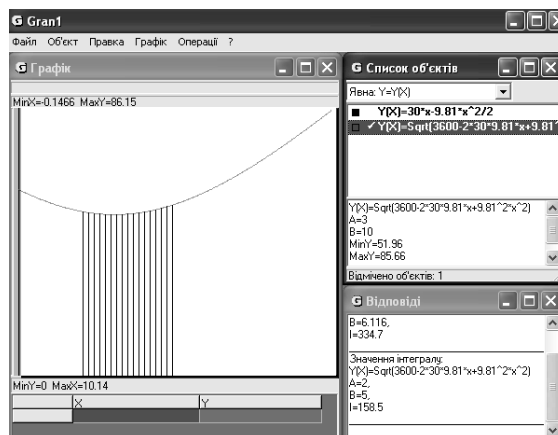 Gran1
Файл Об'єкт Правка Графік Операції ?
Графік
MinX=-0.1466 MaxY=86.15
MinY=0 MaxX=10.14
X Y
Список об'єктів
Явна: Y=Y(X)
Y(X)=30*x-9.81*x^2/2
Y(X)=Sqrt(3600-2*30*9.81*x+9.81^
Y(X)=Sqrt(3600-2*30*9.81*x+9.81^2*x^2)
A=3
B=10
MinY=51.96
MaxY=85.66
Відмічено об'єктів: 1
Відповіді
B=6.116,
I=334.7
Значення інтегралу:
Y(X)=Sqrt(3600-2*30*9.81*x+9.81^2*x^2)
A=2,
B=5,
I=158.5